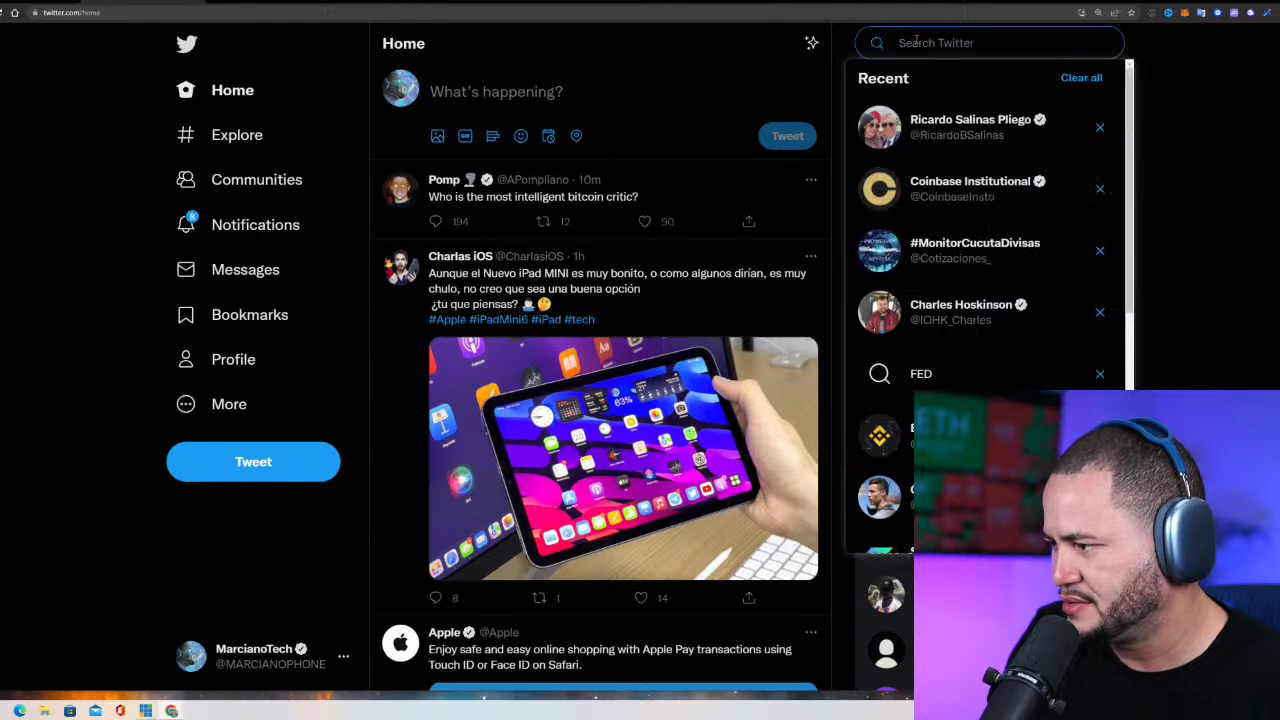 twitter.com/home
Home
Explore
Communities
8
Notifications
Messages
Bookmarks
Profile
More
Tweet
MarcianoTech
@MARCIANOPHONE
Home
What's happening?
GIF
Tweet
Pomp @APompliano · 10m
Who is the most intelligent bitcoin critic?
194 12 90
Charlas iOS @CharlasiOS · 1h
Aunque el Nuevo iPad MINI es muy bonito, o como algunos dirían, es muy
chulo, no creo que sea una buena opción
¿tu que piensas?
#Apple #iPadMini6 #iPad #tech
63%
8 1 14
Apple @Apple
Enjoy safe and easy online shopping with Apple Pay transactions using
Touch ID or Face ID on Safari.
Search Twitter
Recent
Clear all
Ricardo Salinas Pliego
@RicardoBSalinas
Coinbase Institutional
@CoinbaseInsto
#MonitorCucutaDivisas
@Cotizaciones_
Charles Hoskinson
@IOHK_Charles
FED
ETH